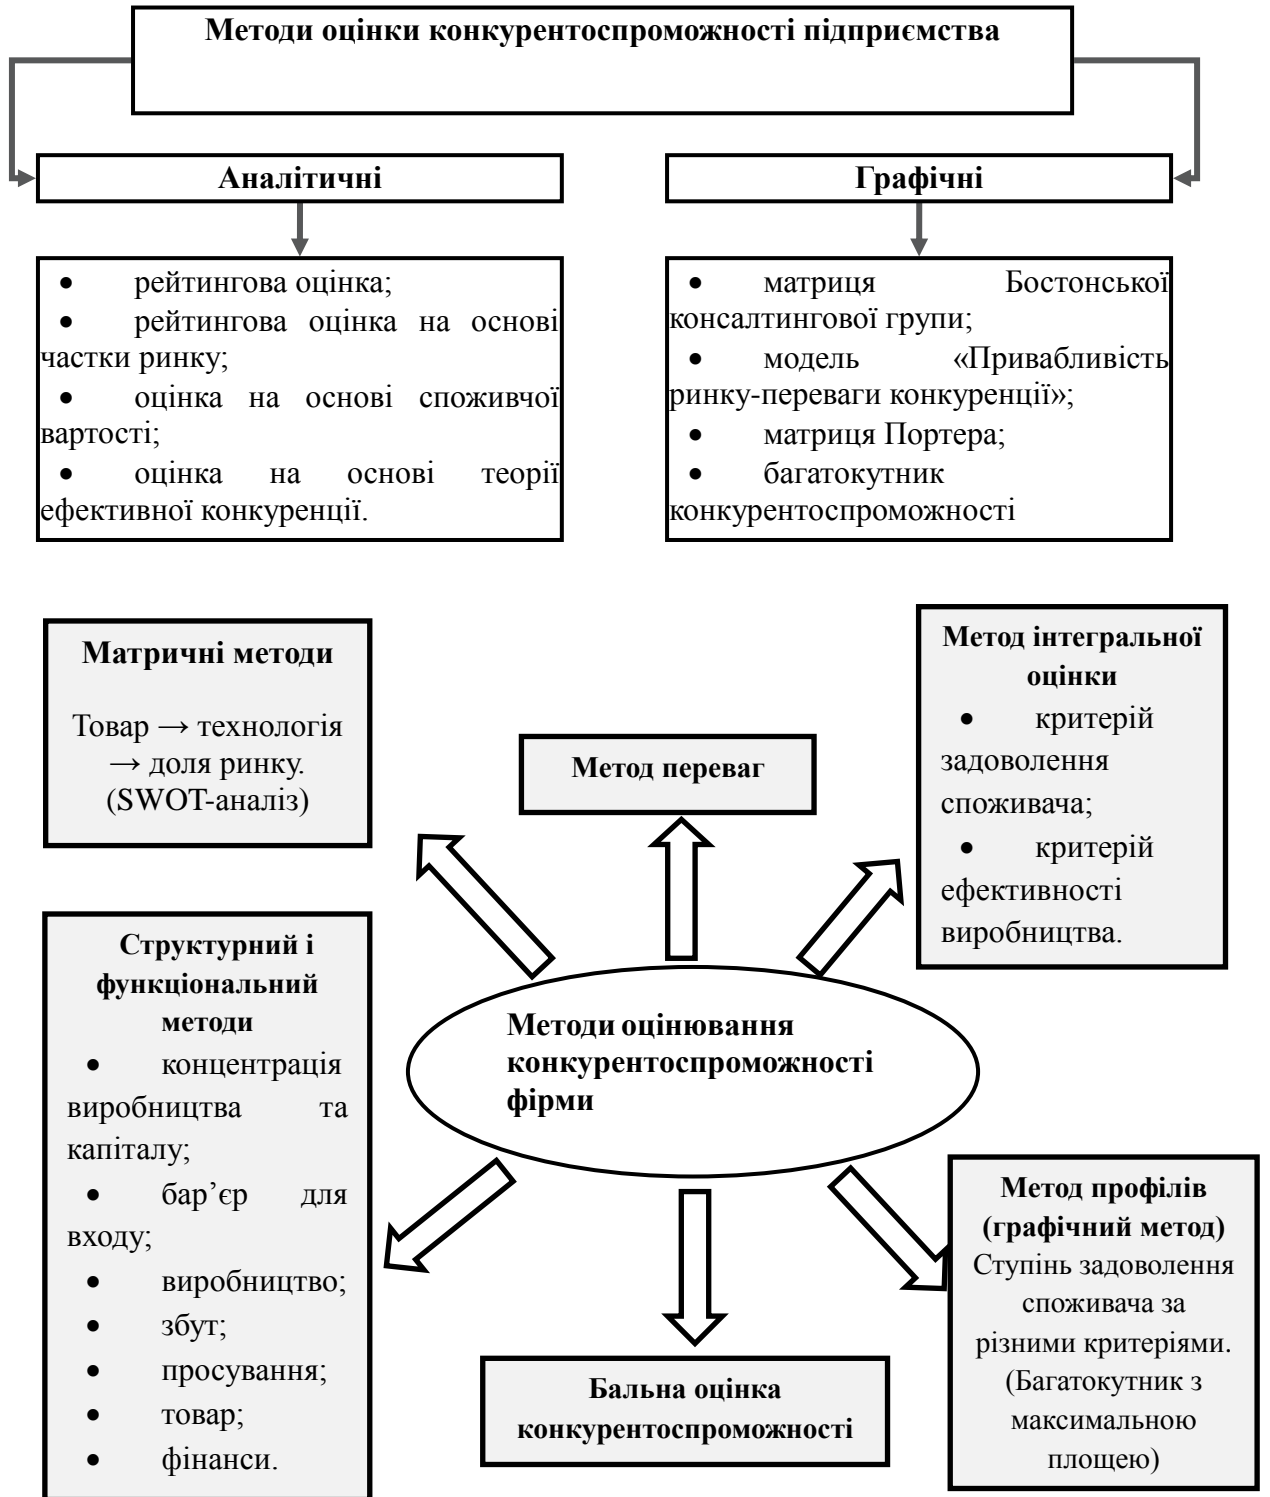 Методи оцінки конкурентоспроможності підприємства
Аналітичні
Графічні
• рейтингова оцінка;
• рейтингова оцінка на основі
частки ринку;
• оцінка на основі споживчої
вартості;
• оцінка на основі теорії
ефективної конкуренції.
• матриця Бостонської
консалтингової групи;
• модель «Привабливість
ринку-переваги конкуренції»;
• матриця Портера;
• багатокутник
конкурентоспроможності
Матричні методи
Товар → технологія
→ доля ринку.
(SWOT-аналіз)
Метод переваг
Метод інтегральної
оцінки
• критерій
задоволення
споживача;
• критерій
ефективності
виробництва.
Структурний і
функціональний
методи
• концентрація
виробництва та
капіталу;
• бар’єр для
входу;
• виробництво;
• збут;
• просування;
• товар;
• фінанси.
Методи оцінювання
конкурентоспроможності
фірми
Бальна оцінка
конкурентоспроможності
Метод профілів
(графічний метод)
Ступінь задоволення
споживача за
різними критеріями.
(Багатокутник з
максимальною
площею)